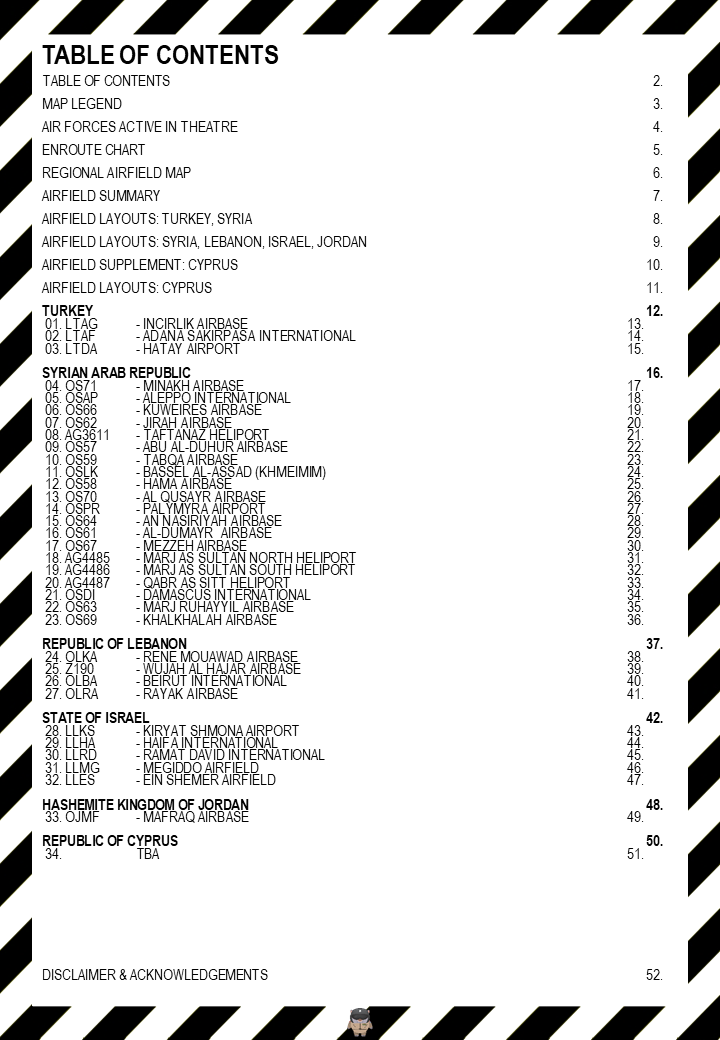 TABLE OF CONTENTS
TABLE OF CONTENTS 2.
MAP LEGEND 3.
AIR FORCES ACTIVE IN THEATRE 4.
ENROUTE CHART 5.
REGIONAL AIRFIELD MAP 6.
AIRFIELD SUMMARY 7.
AIRFIELD LAYOUTS: TURKEY, SYRIA 8.
AIRFIELD LAYOUTS: SYRIA, LEBANON, ISRAEL, JORDAN 9.
AIRFIELD SUPPLEMENT: CYPRUS 10.
AIRFIELD LAYOUTS: CYPRUS 11.
TURKEY 12.
01. LTAG - INCIRLIK AIRBASE 13.
02. LTAF - ADANA SAKIRPASA INTERNATIONAL 14.
03. LTDA - HATAY AIRPORT 15.
SYRIAN ARAB REPUBLIC 16.
04. OS71 - MINAKH AIRBASE 17.
05. OSAP - ALEPPO INTERNATIONAL 18.
06. OS66 - KUWEIRES AIRBASE 19.
07. OS62 - JIRAH AIRBASE 20.
08. AG3611 - TAFTANAZ HELIPORT 21.
09. OS57 - ABU AL-DUHUR AIRBASE 22.
10. OS59 - TABQA AIRBASE 23.
11. OSLK - BASSEL AL-ASSAD (KHMEIMIM) 24.
12. OS58 - HAMA AIRBASE 25.
13. OS70 - AL QUSAYR AIRBASE 26.
14. OSPR - PALYMYRA AIRPORT 27.
15. OS64 - AN NASIRIYAH AIRBASE 28.
16. OS61 - AL-DUMAYR AIRBASE 29.
17. OS67 - MEZZEH AIRBASE 30.
18. AG4485 - MARJ AS SULTAN NORTH HELIPORT 31.
19. AG4486 - MARJ AS SULTAN SOUTH HELIPORT 32.
20. AG4487 - QABR AS SITT HELIPORT 33.
21. OSDI - DAMASCUS INTERNATIONAL 34.
22. OS63 - MARJ RUHAYYIL AIRBASE 35.
23. OS69 - KHALKHALAH AIRBASE 36.
REPUBLIC OF LEBANON 37.
24. OLKA - RENE MOUAWAD AIRBASE 38.
25. Z190 - WUJAH AL HAJAR AIRBASE 39.
26. OLBA - BEIRUT INTERNATIONAL 40.
27. OLRA - RAYAK AIRBASE 41.
STATE OF ISRAEL 42.
28. LLKS - KIRYAT SHMONA AIRPORT 43.
29. LLHA - HAIFA INTERNATIONAL 44.
30. LLRD - RAMAT DAVID INTERNATIONAL 45.
31. LLMG - MEGIDDO AIRFIELD 46.
32. LLES - EIN SHEMER AIRFIELD 47.
HASHEMITE KINGDOM OF JORDAN 48.
33. OJMF - MAFRAQ AIRBASE 49.
REPUBLIC OF CYPRUS 50.
34. TBA 51.
DISCLAIMER & ACKNOWLEDGEMENTS 52.